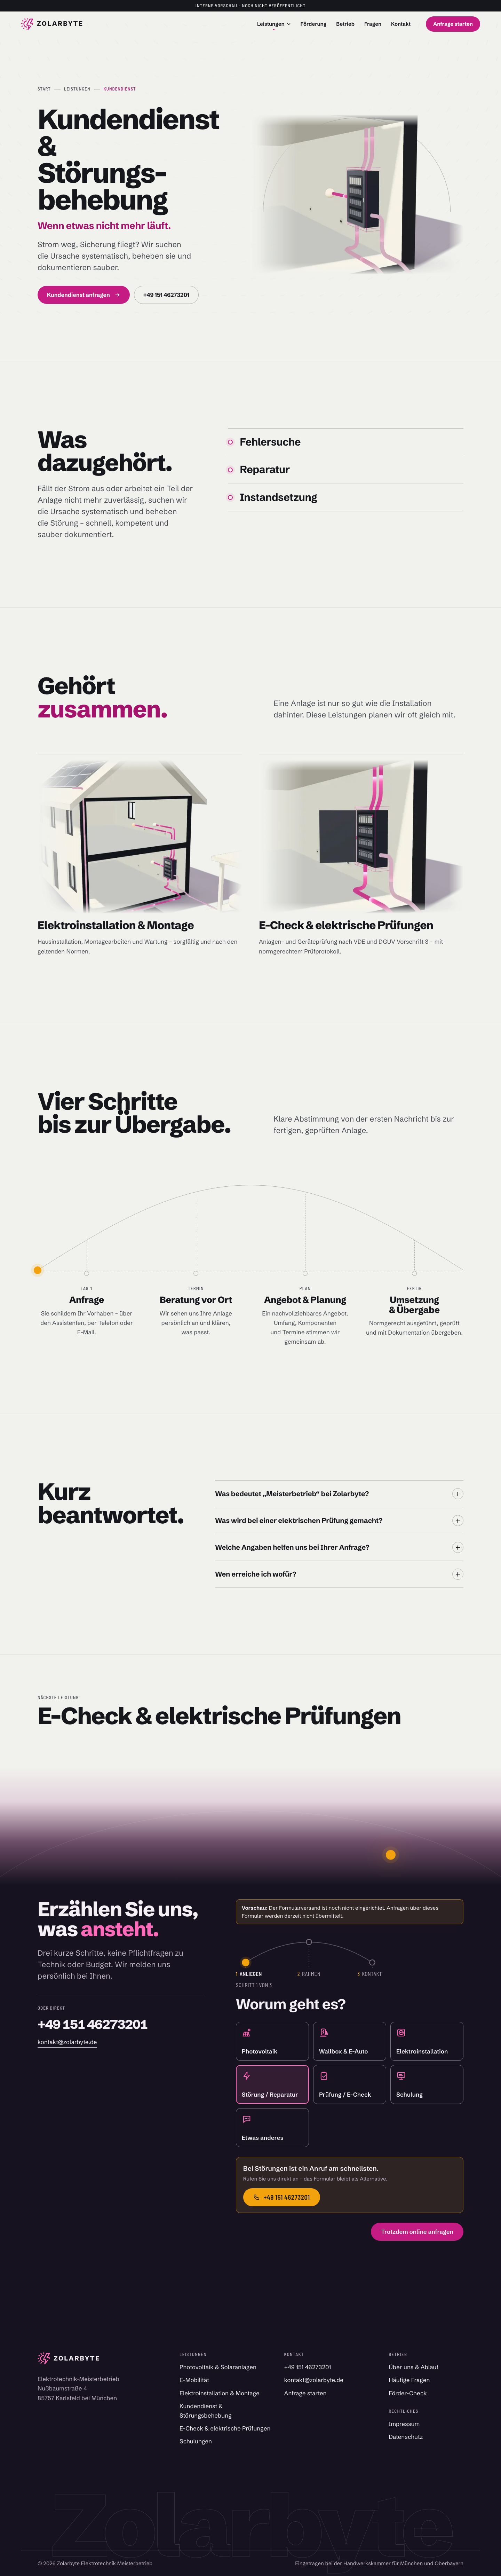 INTERNE VORSCHAU – NOCH NICHT VERÖFFENTLICHT
ZOLARBYTE
Leistungen
Förderung
Betrieb
Fragen
Kontakt
Anfrage starten
START — LEISTUNGEN — KUNDENDIENST
Kundendienst
&
Störungs-
behebung
Wenn etwas nicht mehr läuft.
Strom weg, Sicherung fliegt? Wir suchen
die Ursache systematisch, beheben sie und
dokumentieren sauber.
Kundendienst anfragen →
+49 151 46273201
Was
dazugehört.
Fällt der Strom aus oder arbeitet ein Teil der
Anlage nicht mehr zuverlässig, suchen wir
die Ursache systematisch und beheben
die Störung – schnell, kompetent und
sauber dokumentiert.
Fehlersuche
Reparatur
Instandsetzung
Gehört
zusammen.
Eine Anlage ist nur so gut wie die Installation
dahinter. Diese Leistungen planen wir oft gleich mit.
Elektroinstallation & Montage
Hausinstallation, Montagearbeiten und Wartung – sorgfältig und nach den
geltenden Normen.
E-Check & elektrische Prüfungen
Anlagen- und Geräteprüfung nach VDE und DGUV Vorschrift 3 – mit
normgerechtem Prüfprotokoll.
Vier Schritte
bis zur Übergabe.
Klare Abstimmung von der ersten Nachricht bis zur
fertigen, geprüften Anlage.
TAG 1
Anfrage
Sie schildern Ihr Vorhaben – über
den Assistenten, per Telefon oder
E-Mail.
TERMIN
Beratung vor Ort
Wir sehen uns Ihre Anlage
persönlich an und klären,
was passt.
PLAN
Angebot & Planung
Ein nachvollziehbares Angebot.
Umfang, Komponenten
und Termine stimmen wir
gemeinsam ab.
FERTIG
Umsetzung
& Übergabe
Normgerecht ausgeführt, geprüft
und mit Dokumentation übergeben.
Kurz
beantwortet.
Was bedeutet „Meisterbetrieb“ bei Zolarbyte?
Was wird bei einer elektrischen Prüfung gemacht?
Welche Angaben helfen uns bei Ihrer Anfrage?
Wen erreiche ich wofür?
NÄCHSTE LEISTUNG
E-Check & elektrische Prüfungen
Erzählen Sie uns,
was ansteht.
Drei kurze Schritte, keine Pflichtfragen zu
Technik oder Budget. Wir melden uns
persönlich bei Ihnen.
ODER DIREKT
+49 151 46273201
kontakt@zolarbyte.de
Vorschau: Der Formularversand ist noch nicht eingerichtet. Anfragen über dieses
Formular werden derzeit nicht übermittelt.
1 ANLIEGEN
2 RAHMEN
3 KONTAKT
SCHRITT 1 VON 3
Worum geht es?
Photovoltaik
Wallbox & E-Auto
Elektroinstallation
Störung / Reparatur
Prüfung / E-Check
Schulung
Etwas anderes
Bei Störungen ist ein Anruf am schnellsten.
Rufen Sie uns direkt an – das Formular bleibt als Alternative.
+49 151 46273201
Trotzdem online anfragen
ZOLARBYTE
Elektrotechnik-Meisterbetrieb
Nußbaumstraße 4
85757 Karlsfeld bei München
LEISTUNGEN
Photovoltaik & Solaranlagen
E-Mobilität
Elektroinstallation & Montage
Kundendienst &
Störungsbehebung
E-Check & elektrische Prüfungen
Schulungen
KONTAKT
+49 151 46273201
kontakt@zolarbyte.de
Anfrage starten
BETRIEB
Über uns & Ablauf
Häufige Fragen
Förder-Check
RECHTLICHES
Impressum
Datenschutz
Zolarbyte
© 2026 Zolarbyte Elektrotechnik Meisterbetrieb
Eingetragen bei der Handwerkskammer für München und Oberbayern